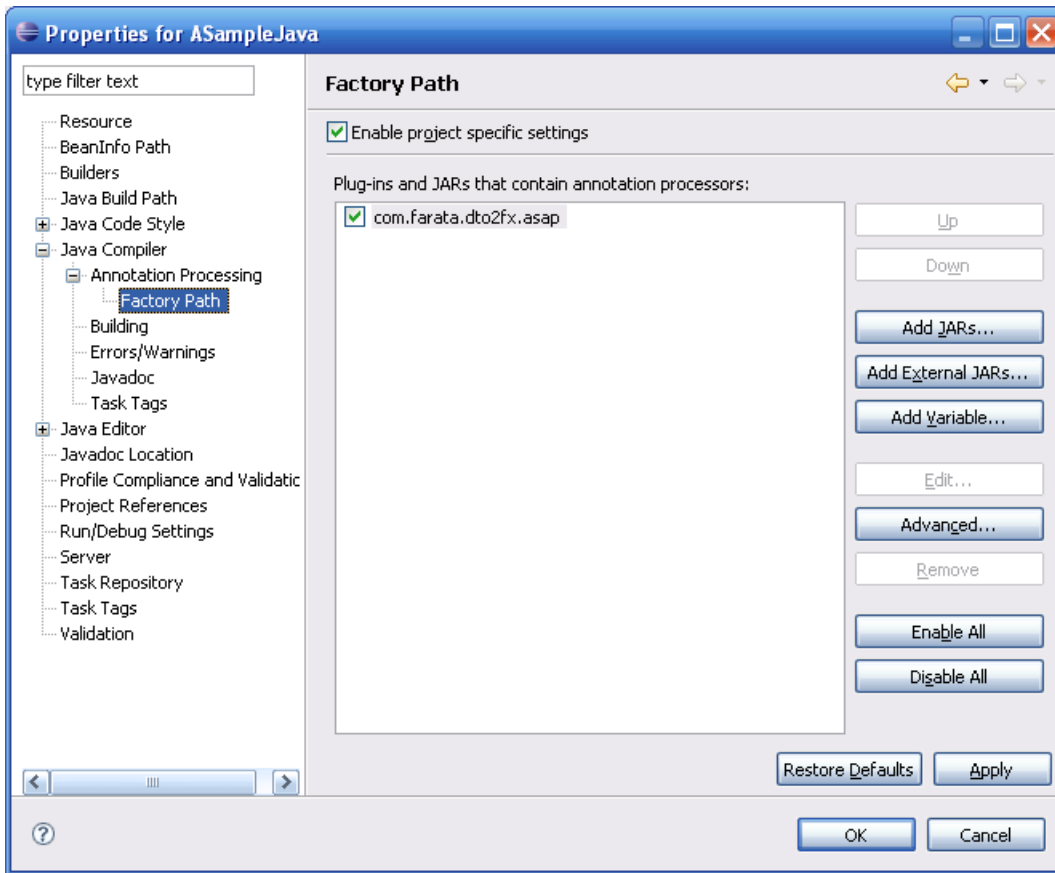 Properties for ASampleJava
type filter text
Resource
BeanInfo Path
Builders
Java Build Path
Java Code Style
Java Compiler
Annotation Processing
Factory Path
Building
Errors/Warnings
Javadoc
Task Tags
Java Editor
Javadoc Location
Profile Compliance and Validatic
Project References
Run/Debug Settings
Server
Task Repository
Task Tags
Validation
Factory Path
Enable project specific settings
Plug-ins and JARs that contain annotation processors:
com.farata.dto2fx.asap
Up
Down
Add JARs...
Add External JARs...
Add Variable...
Edit...
Advanced...
Remove
Enable All
Disable All
Restore Defaults
Apply
?
OK
Cancel